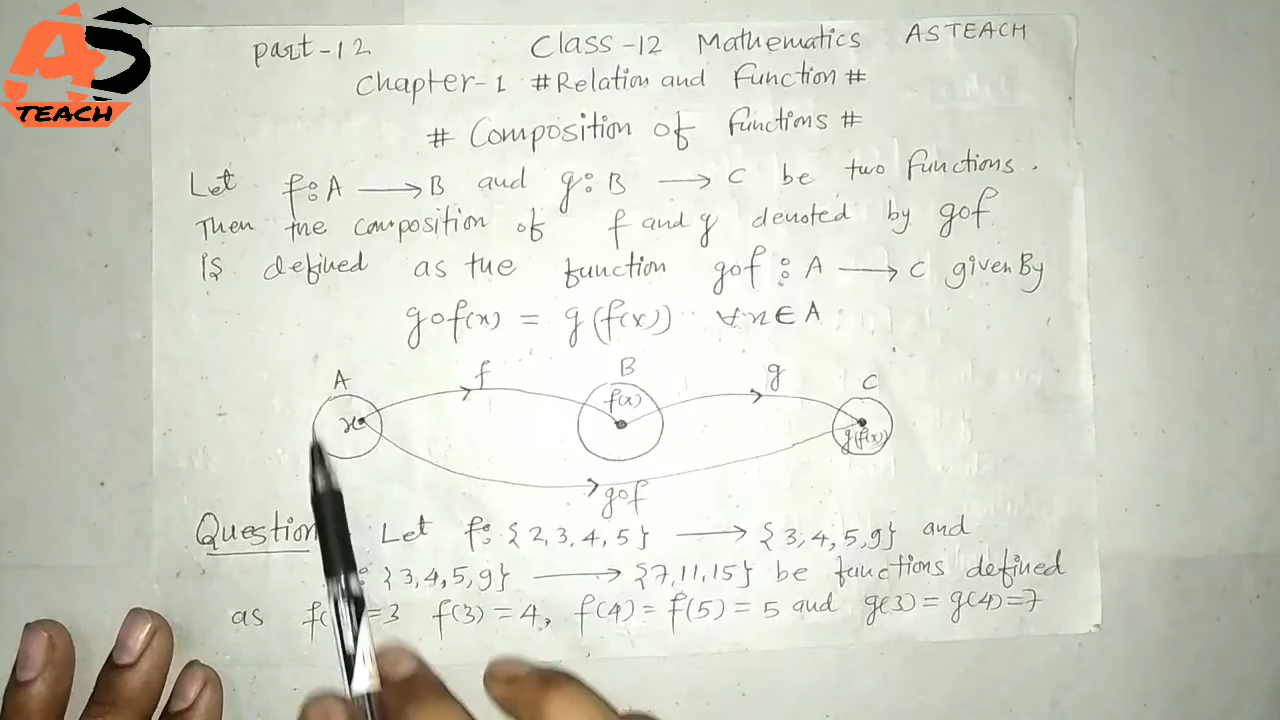 AS
TEACH
Part-12 Class-12 Mathematics ASTEACH
Chapter-1 #Relation and Function#
# Composition of Functions #
Let f: A → B and g: B → C be two functions.
Then the composition of f and g denoted by gof
is defined as the function gof : A → C given By
gof(x) = g(f(x)) ∀ x ∈ A
A f B g C
x f(x) g(f(x))
gof
Question Let f: {2,3,4,5} → {3,4,5,9} and
: {3,4,5,9} → {7,11,15} be functions defined
as f( =3 f(3)=4, f(4)=f(5)=5 and g(3)=g(4)=7